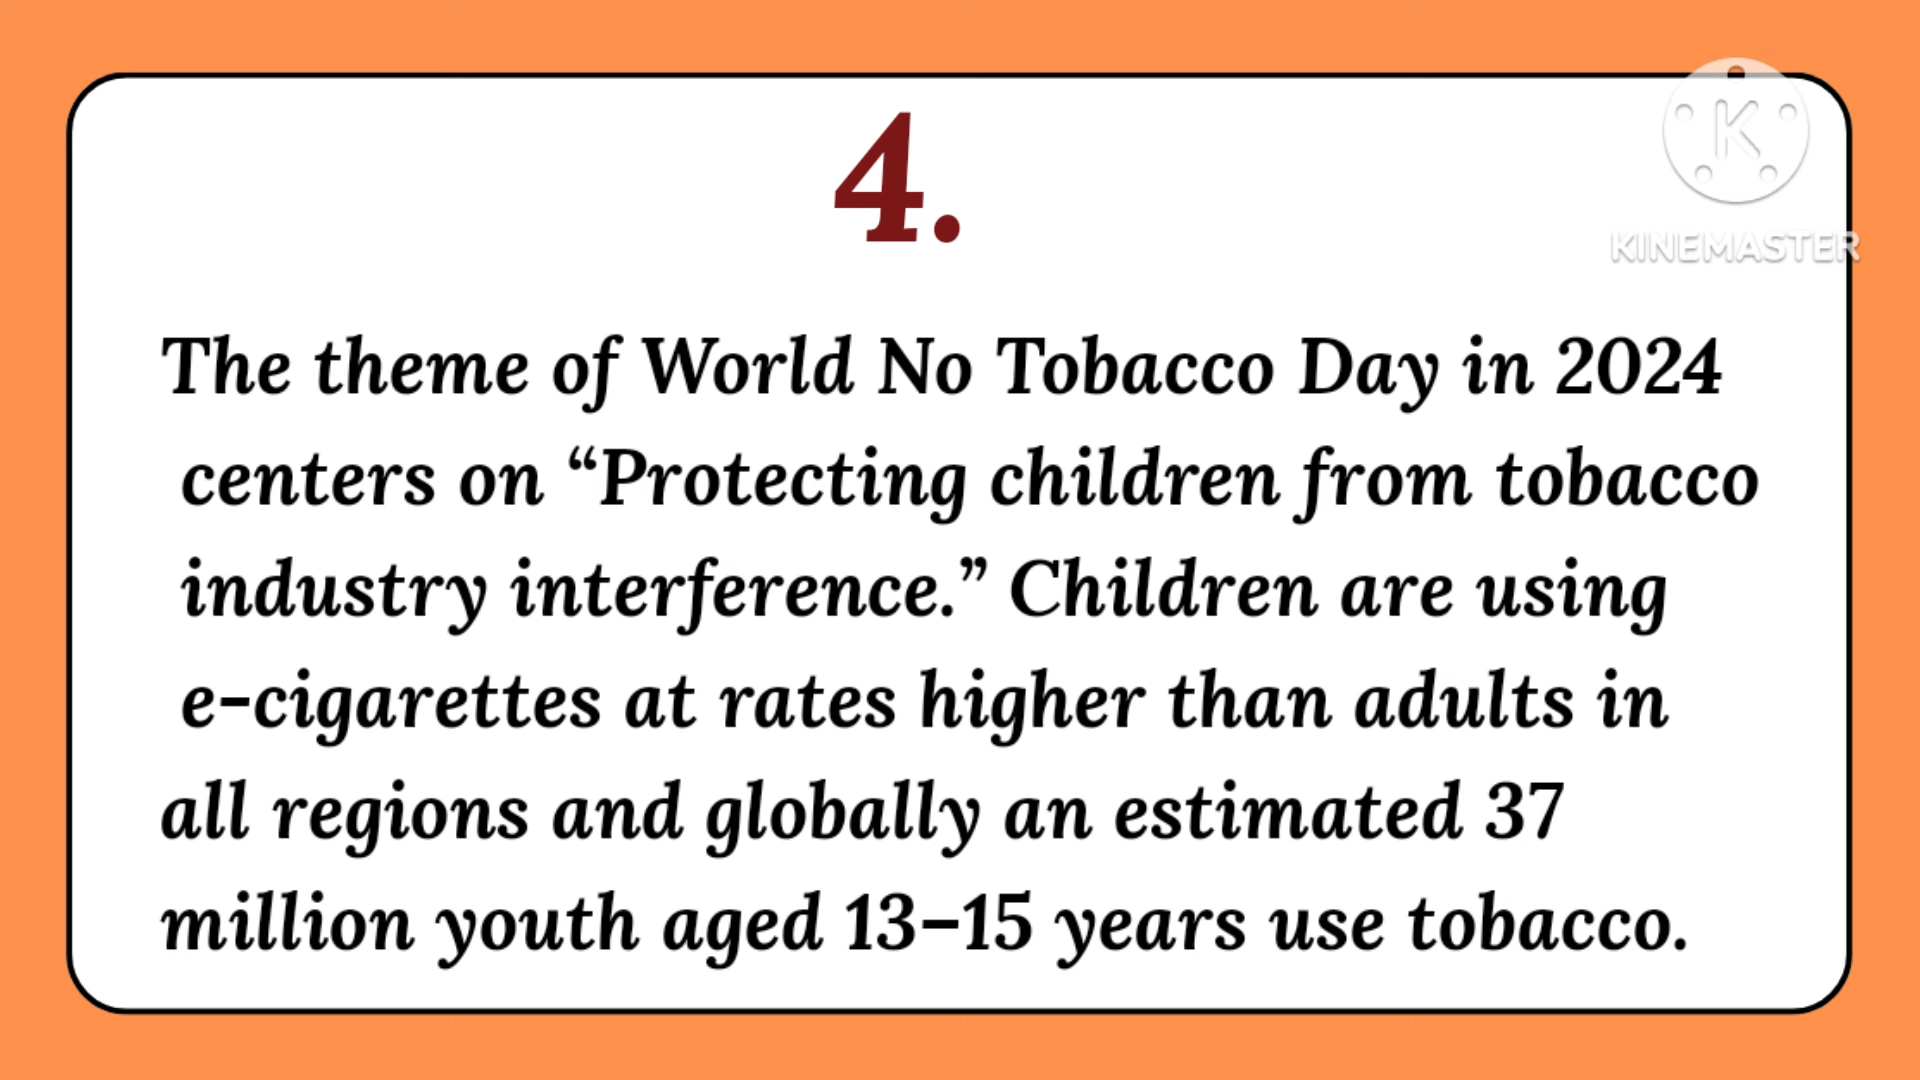 4.
K
KINEMASTER
The theme of World No Tobacco Day in 2024
centers on “Protecting children from tobacco
industry interference.” Children are using
e-cigarettes at rates higher than adults in
all regions and globally an estimated 37
million youth aged 13–15 years use tobacco.